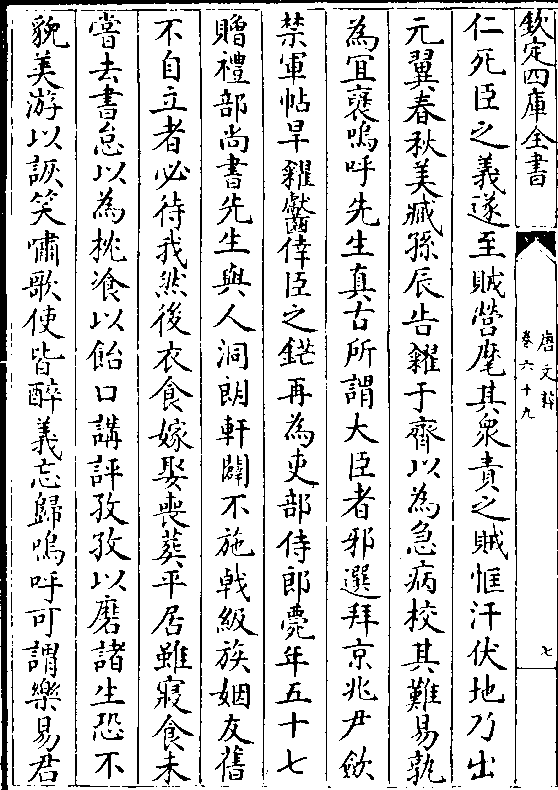 欽定四庫全書
唐文粹
卷六十九
七
仁死臣之義遂至賊營麾其衆責之賊恇汗伏地乃出
元翼春秋美臧孫辰告糴于齊以為急病校其難易孰
為宜襃嗚呼先生真古所謂大臣者邪選拜京兆尹斂
禁軍帖旱糴齾倖臣之鋩再為吏部侍郎薨年五十七
贈禮部尚書先生與人洞朗軒闢不施戟級族姻友舊
不自立者必待我然後衣食嫁娶喪葬平居雖寢食未
嘗去書怠以為枕飡以飴口講評孜孜以磨諸生恐不
貌美游以詼笑嘯歌使皆醉義忘歸嗚呼可謂樂易君